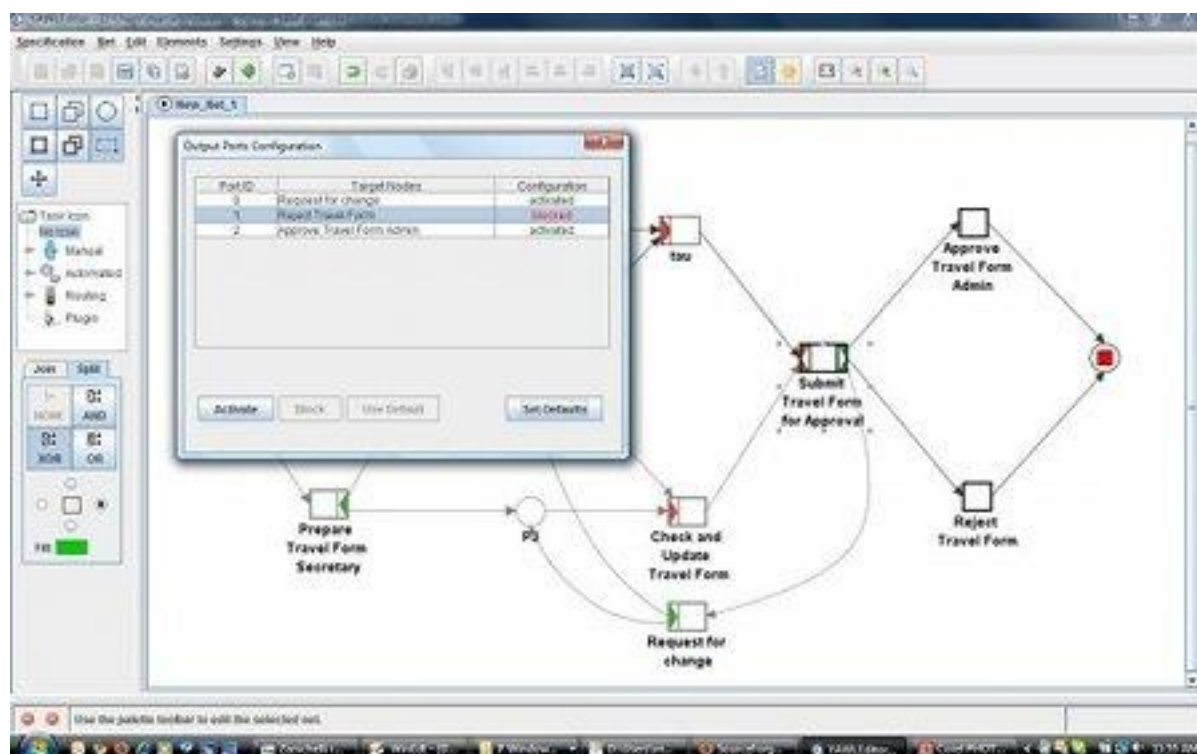 Specification Net Edit Elements Settings View Help
New_Net_1
Output Ports Configuration
Port ID Target Nodes Configuration
0 Request for change activated
1 Reject Travel Form blocked
2 Approve Travel Form Admin activated
Activate Block Use Default Set Defaults
Task Icon
No Icon
Manual
Automated
Routing
Plugin
Join Split
NONE AND
XOR OR
Fill:
tau
Approve
Travel Form
Admin
Submit
Travel Form
for Approval
Prepare
Travel Form
Secretary
Check and
Update
Travel Form
Reject
Travel Form
Request for
change
Use the palette toolbar to edit the selected net.